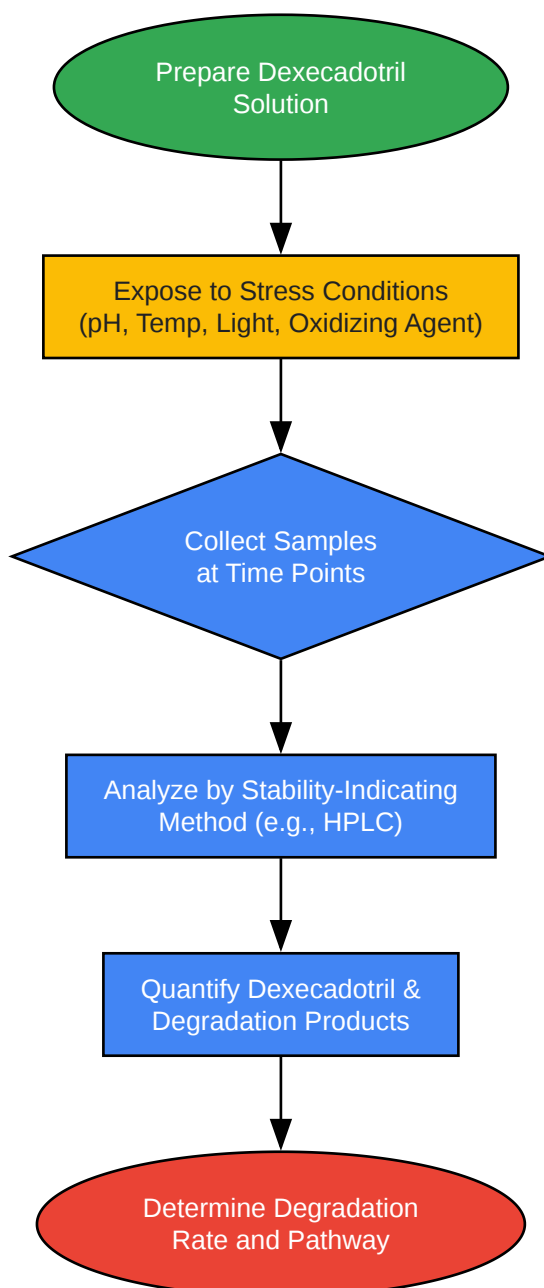 Prepare Dexecadotril
Solution
Expose to Stress Conditions
(pH, Temp, Light, Oxidizing Agent)
Collect Samples
at Time Points
Analyze by Stability-Indicating
Method (e.g., HPLC)
Quantify Dexecadotril &
Degradation Products
Determine Degradation
Rate and Pathway